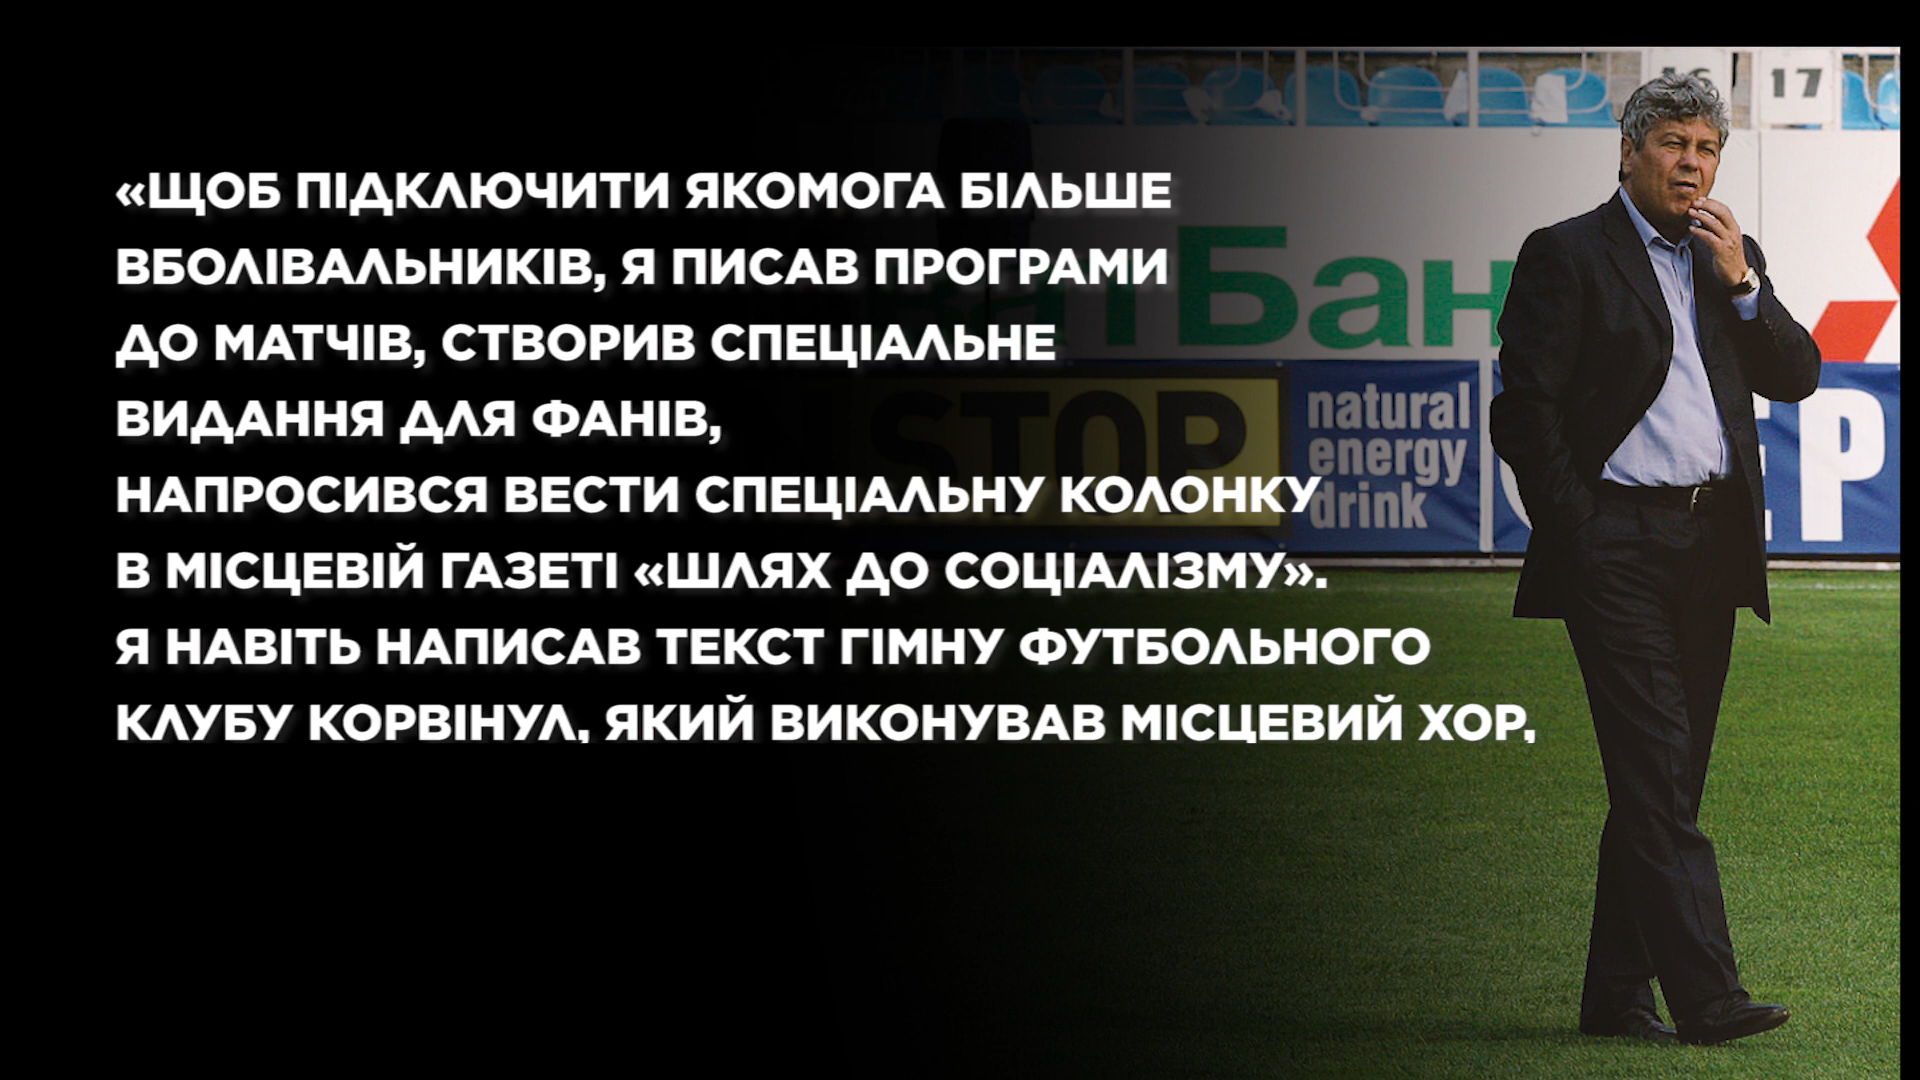 «ЩОБ ПІДКЛЮЧИТИ ЯКОМОГА БІЛЬШЕ
ВБОЛІВАЛЬНИКІВ, Я ПИСАВ ПРОГРАМИ
ДО МАТЧІВ, СТВОРИВ СПЕЦІАЛЬНЕ
ВИДАННЯ ДЛЯ ФАНІВ,
НАПРОСИВСЯ ВЕСТИ СПЕЦІАЛЬНУ КОЛОНКУ
В МІСЦЕВІЙ ГАЗЕТІ «ШЛЯХ ДО СОЦІАЛІЗМУ».
Я НАВІТЬ НАПИСАВ ТЕКСТ ГІМНУ ФУТБОЛЬНОГО
КЛУБУ КОРВІНУЛ, ЯКИЙ ВИКОНУВАВ МІСЦЕВИЙ ХОР,
16
17
STOP
natural
energy
drink